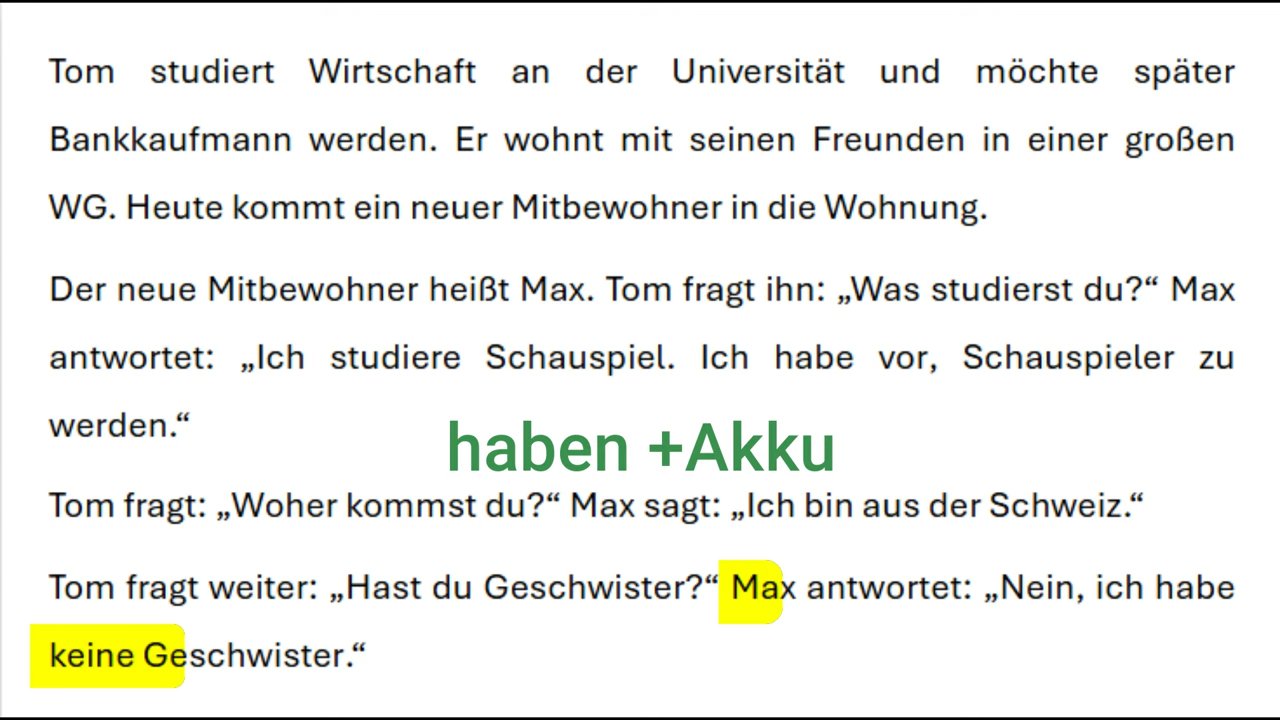 Tom studiert Wirtschaft an der Universität und möchte später
Bankkaufmann werden. Er wohnt mit seinen Freunden in einer großen
WG. Heute kommt ein neuer Mitbewohner in die Wohnung.
Der neue Mitbewohner heißt Max. Tom fragt ihn: „Was studierst du?“ Max
antwortet: „Ich studiere Schauspiel. Ich habe vor, Schauspieler zu
werden.“
haben +Akku
Tom fragt: „Woher kommst du?“ Max sagt: „Ich bin aus der Schweiz.“
Tom fragt weiter: „Hast du Geschwister?“ Max antwortet: „Nein, ich habe
keine Geschwister.“